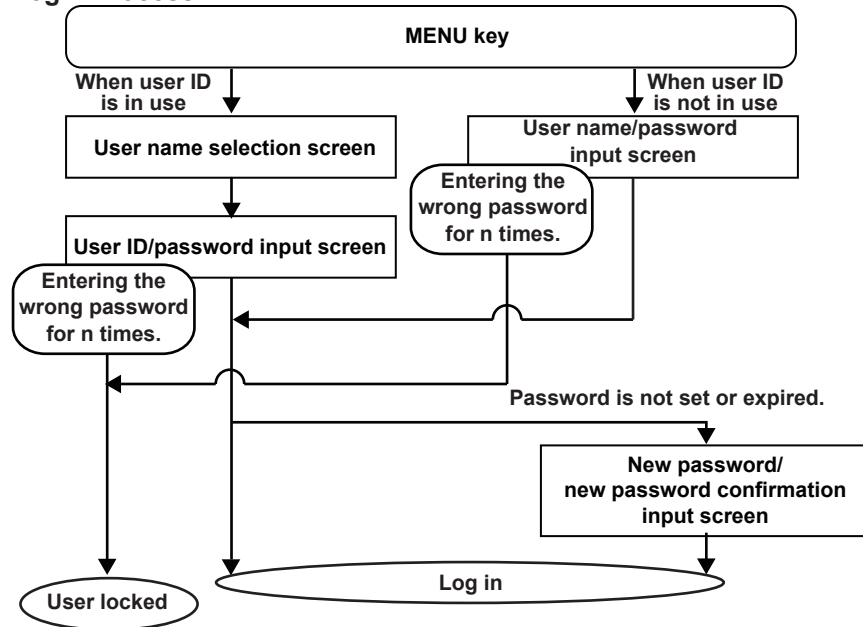 MENU key
When user ID
is in use
When user ID
is not in use
User name selection screen
User name/password
input screen
Entering the
wrong password
for n times.
User ID/password input screen
Entering the
wrong password
for n times.
Password is not set or expired.
New password/
new password confirmation
input screen
Log in
User locked